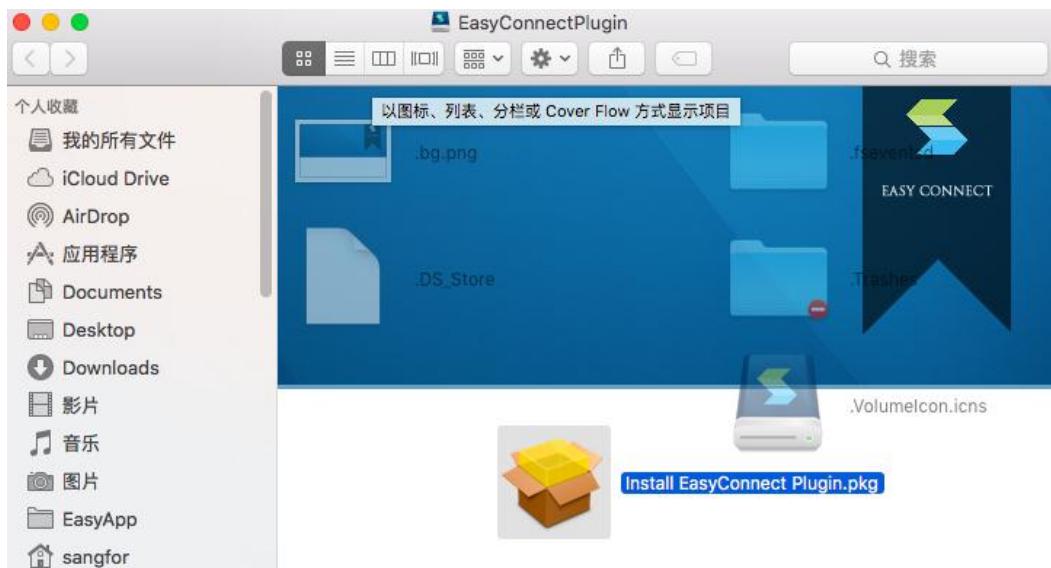 EasyConnectPlugin
搜索
个人收藏
我的所有文件
iCloud Drive
AirDrop
应用程序
Documents
Desktop
Downloads
影片
音乐
图片
EasyApp
sangfor
以图标、列表、分栏或 Cover Flow 方式显示项目
.bg.png
.fseventsd
EASY CONNECT
.DS_Store
.Trashes
.VolumeIcon.icns
Install EasyConnect Plugin.pkg